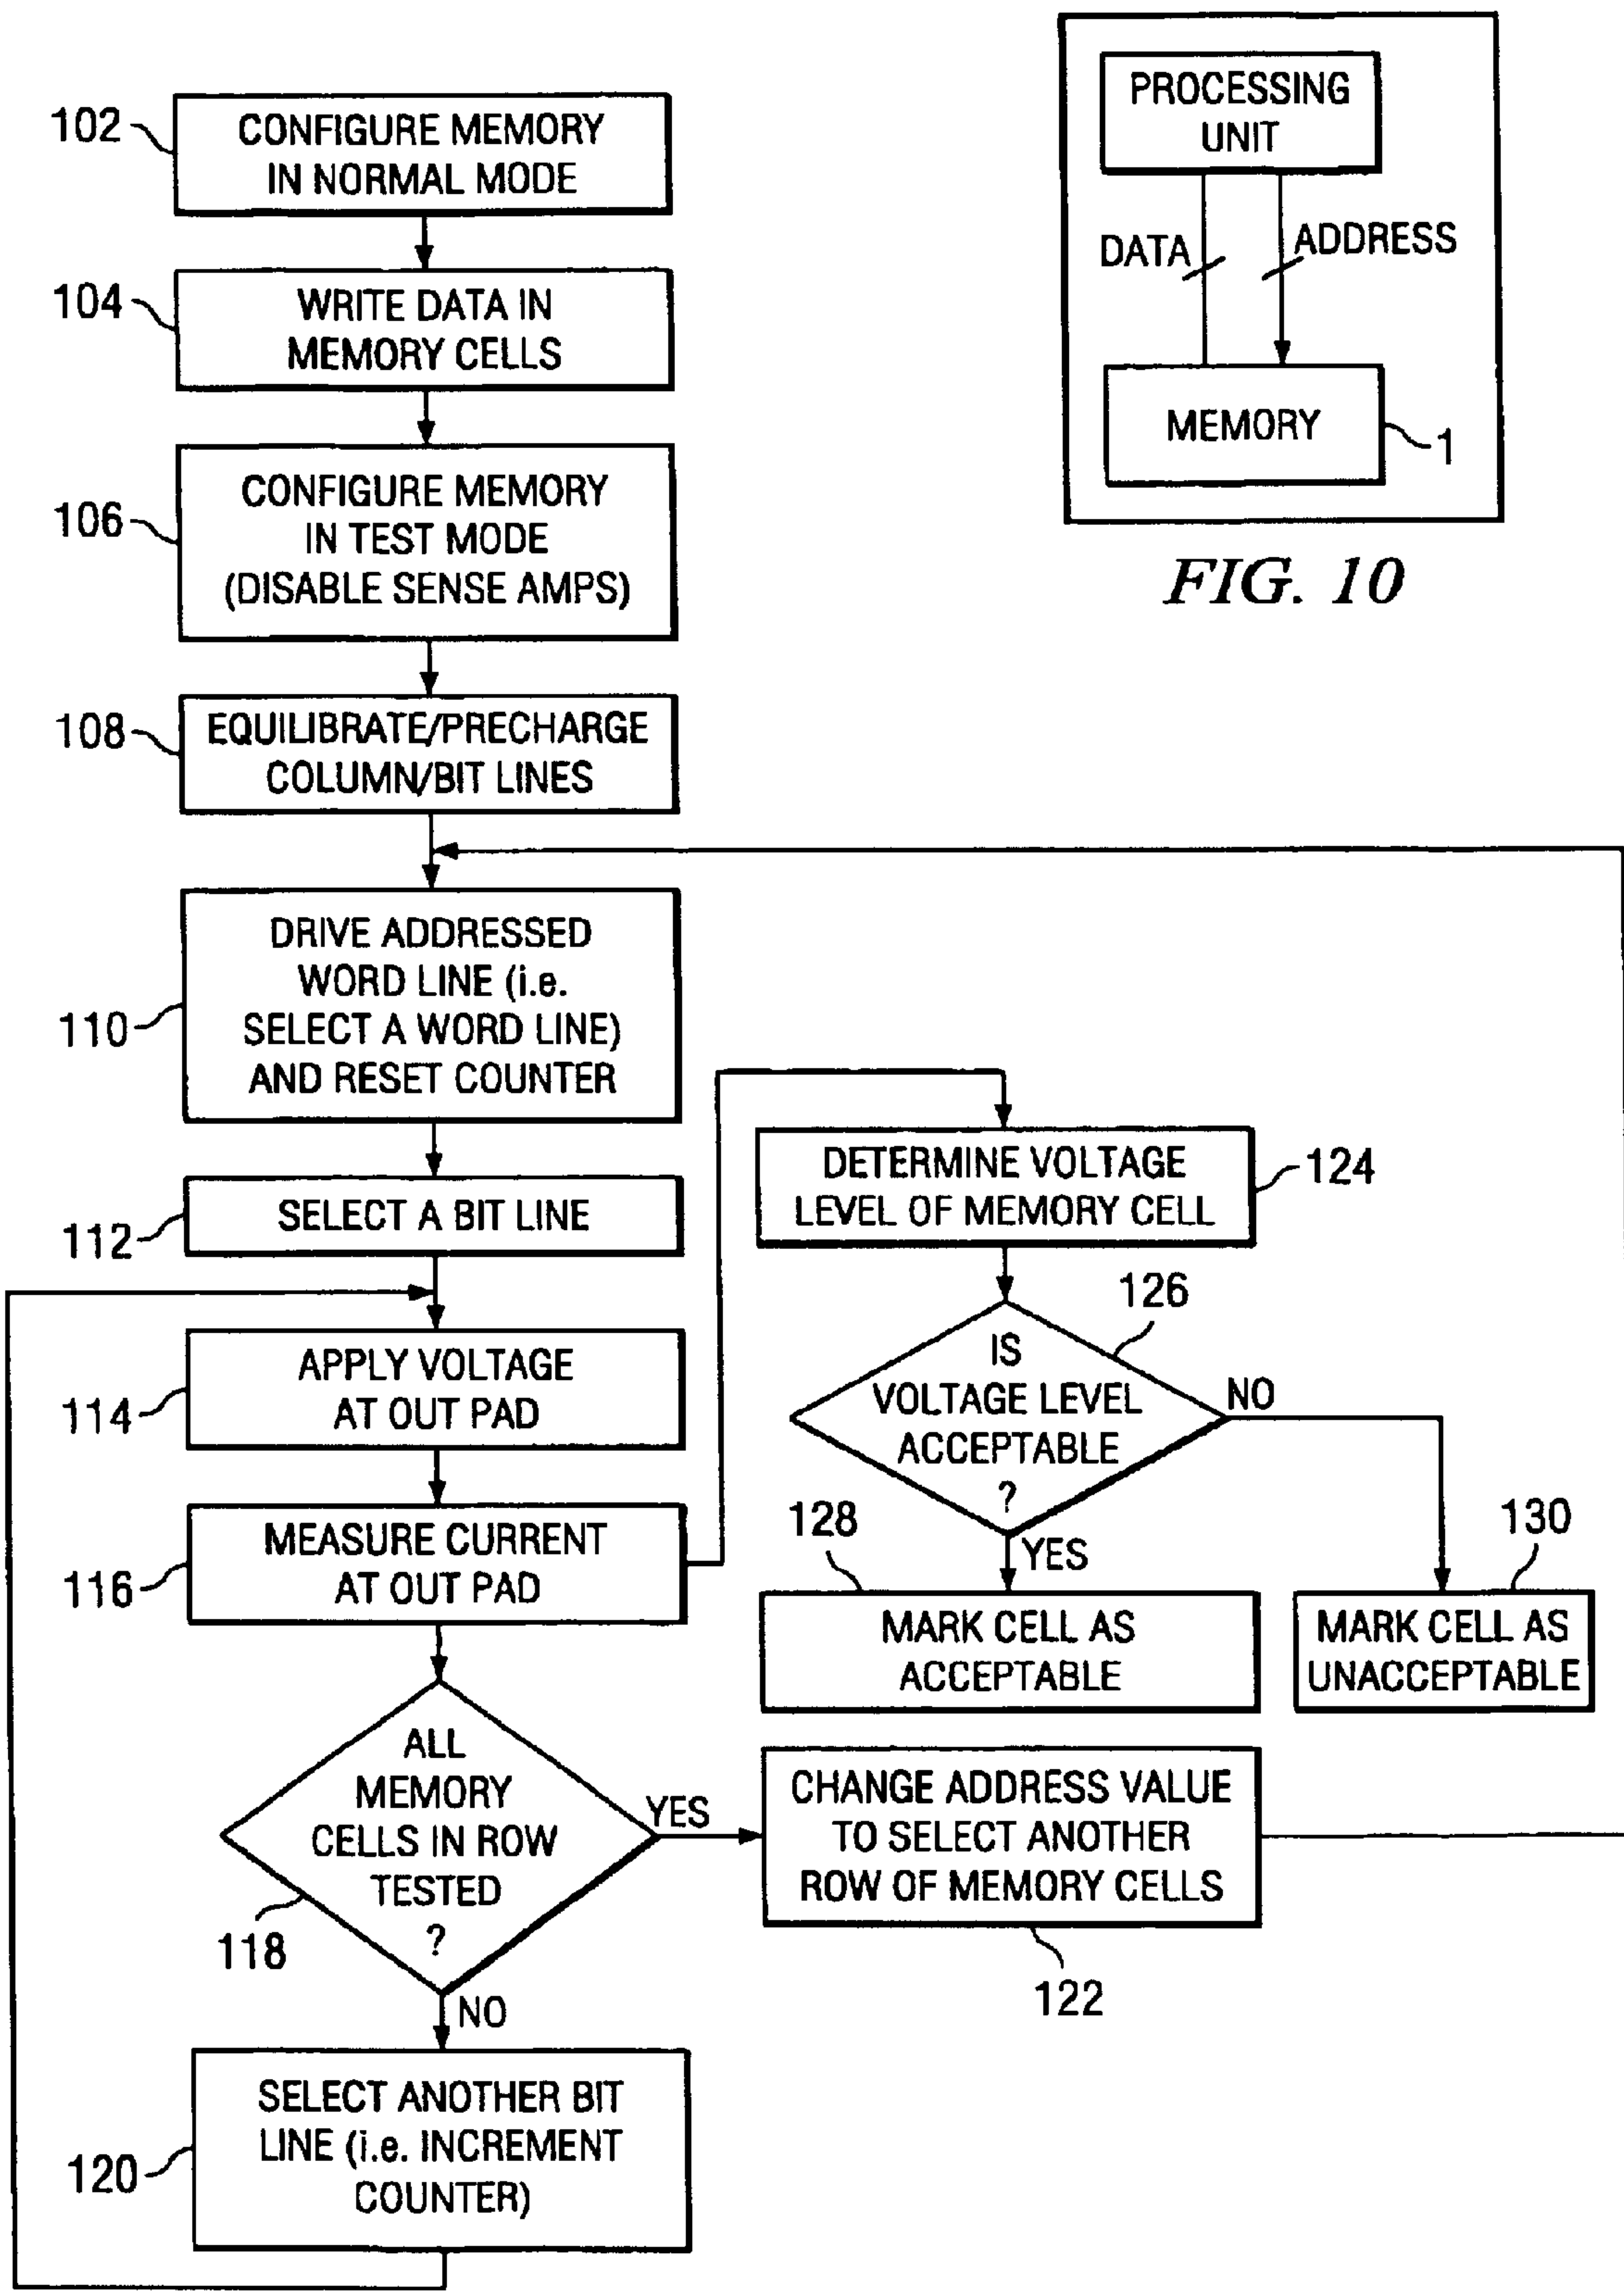 102
CONFIGURE MEMORY
IN NORMAL MODE
104
WRITE DATA IN
MEMORY CELLS
106
CONFIGURE MEMORY
IN TEST MODE
(DISABLE SENSE AMPS)
108
EQUILIBRATE/PRECHARGE
COLUMN/BIT LINES
110
DRIVE ADDRESSED
WORD LINE (i.e.
SELECT A WORD LINE)
AND RESET COUNTER
112
SELECT A BIT LINE
114
APPLY VOLTAGE
AT OUT PAD
116
MEASURE CURRENT
AT OUT PAD
118
ALL
MEMORY
CELLS IN ROW
TESTED
?
YES
NO
120
SELECT ANOTHER BIT
LINE (i.e. INCREMENT
COUNTER)
CHANGE ADDRESS VALUE
TO SELECT ANOTHER
ROW OF MEMORY CELLS
122
DETERMINE VOLTAGE
LEVEL OF MEMORY CELL
124
126
IS
VOLTAGE LEVEL
ACCEPTABLE
?
NO
YES
128
MARK CELL AS
ACCEPTABLE
130
MARK CELL AS
UNACCEPTABLE
PROCESSING
UNIT
DATA
ADDRESS
MEMORY
1
FIG. 10